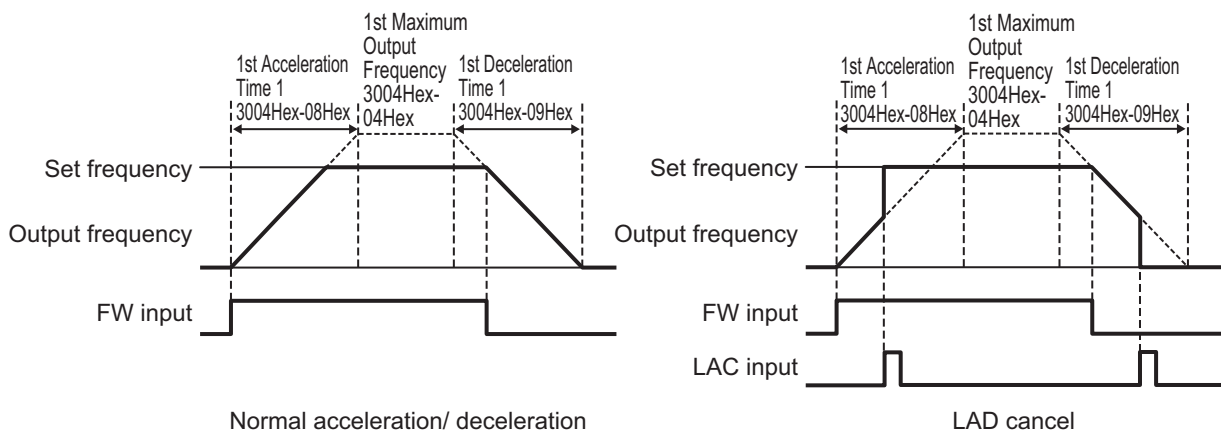 1st Maximum
Output
Frequency
3004Hex-
04Hex
1st Acceleration
Time 1
3004Hex-08Hex
1st Deceleration
Time 1
3004Hex-09Hex
Set frequency
Output frequency
FW input
Normal acceleration/ deceleration
1st Maximum
Output
Frequency
3004Hex-
04Hex
1st Acceleration
Time 1
3004Hex-08Hex
1st Deceleration
Time 1
3004Hex-09Hex
Set frequency
Output frequency
FW input
LAC input
LAD cancel